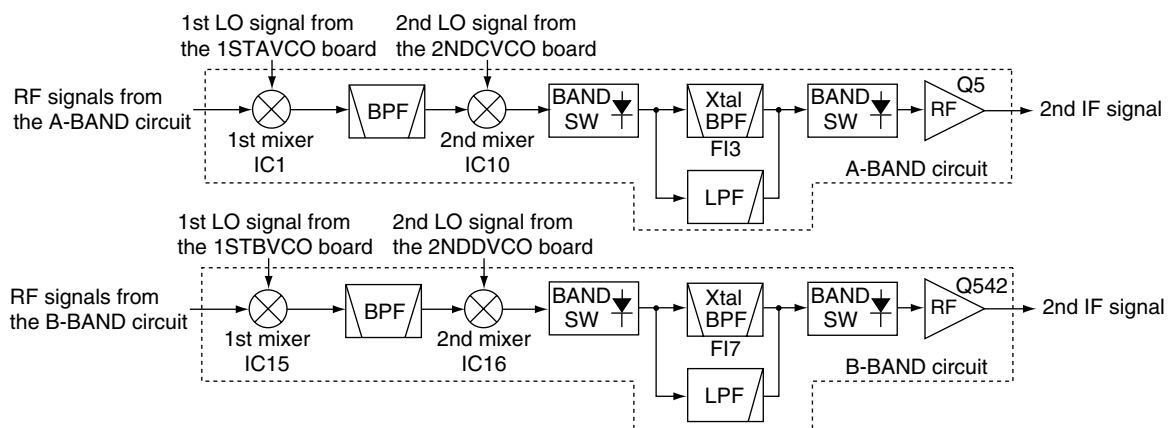 1st LO signal from
the 1STAVCO board
2nd LO signal from
the 2NDCVCO board
RF signals from
the A-BAND circuit
1st mixer
IC1
BPF
2nd mixer
IC10
BAND
SW
Xtal
BPF
FI3
LPF
BAND
SW
Q5
RF
2nd IF signal
A-BAND circuit
1st LO signal from
the 1STBVCO board
2nd LO signal from
the 2NDDVCO board
RF signals from
the B-BAND circuit
1st mixer
IC15
BPF
2nd mixer
IC16
BAND
SW
Xtal
BPF
FI7
LPF
BAND
SW
Q542
RF
2nd IF signal
B-BAND circuit